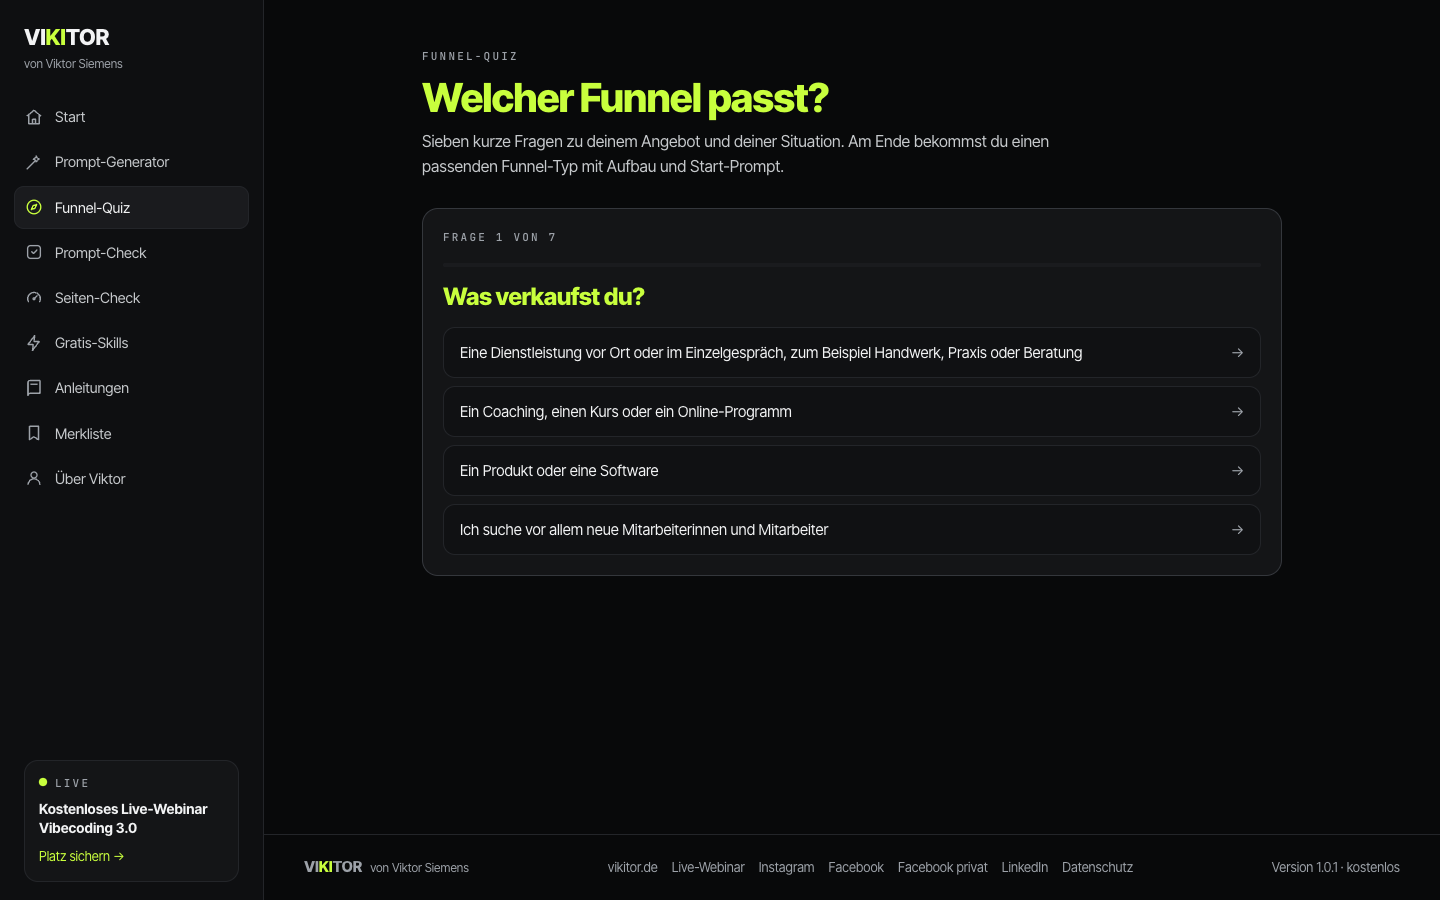 VIKITOR
von Viktor Siemens
Start
Prompt-Generator
Funnel-Quiz
Prompt-Check
Seiten-Check
Gratis-Skills
Anleitungen
Merkliste
Über Viktor
LIVE
Kostenloses Live-Webinar
Vibecoding 3.0
Platz sichern →
FUNNEL-QUIZ
Welcher Funnel passt?
Sieben kurze Fragen zu deinem Angebot und deiner Situation. Am Ende bekommst du einen
passenden Funnel-Typ mit Aufbau und Start-Prompt.
FRAGE 1 VON 7
Was verkaufst du?
Eine Dienstleistung vor Ort oder im Einzelgespräch, zum Beispiel Handwerk, Praxis oder Beratung →
Ein Coaching, einen Kurs oder ein Online-Programm →
Ein Produkt oder eine Software →
Ich suche vor allem neue Mitarbeiterinnen und Mitarbeiter →
VIKITOR von Viktor Siemens vikitor.de Live-Webinar Instagram Facebook Facebook privat LinkedIn Datenschutz Version 1.0.1 · kostenlos